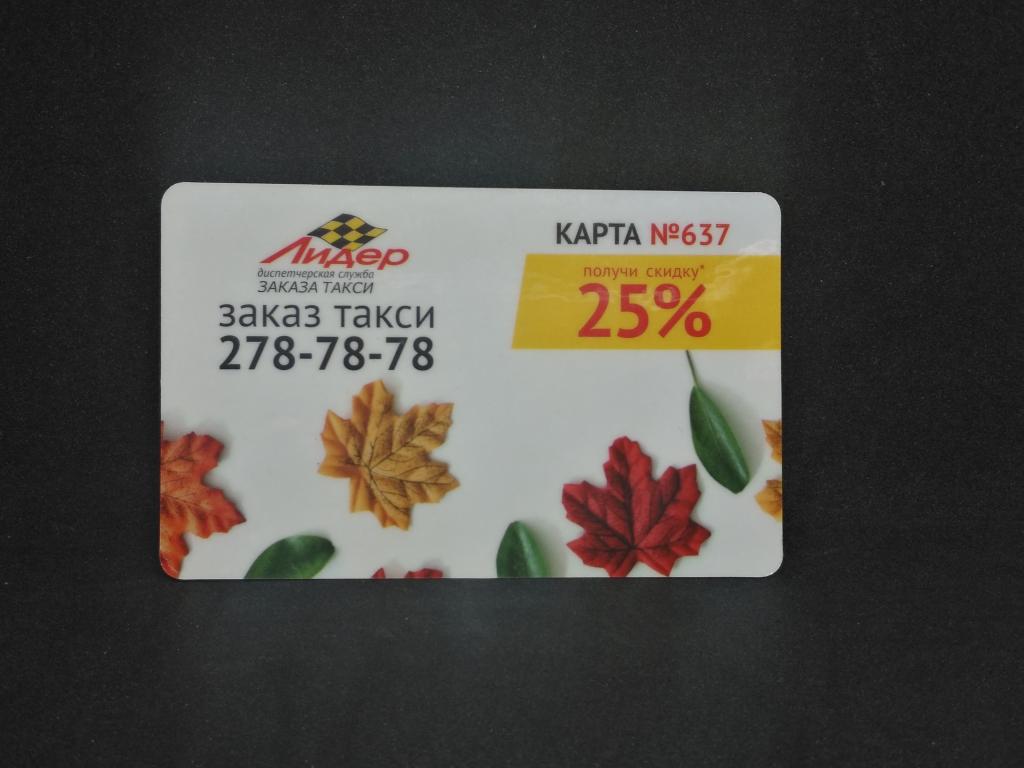 Лидер
диспетчерская служба
ЗАКАЗА ТАКСИ
заказ такси
278-78-78
КАРТА №637
получи скидку*
25%